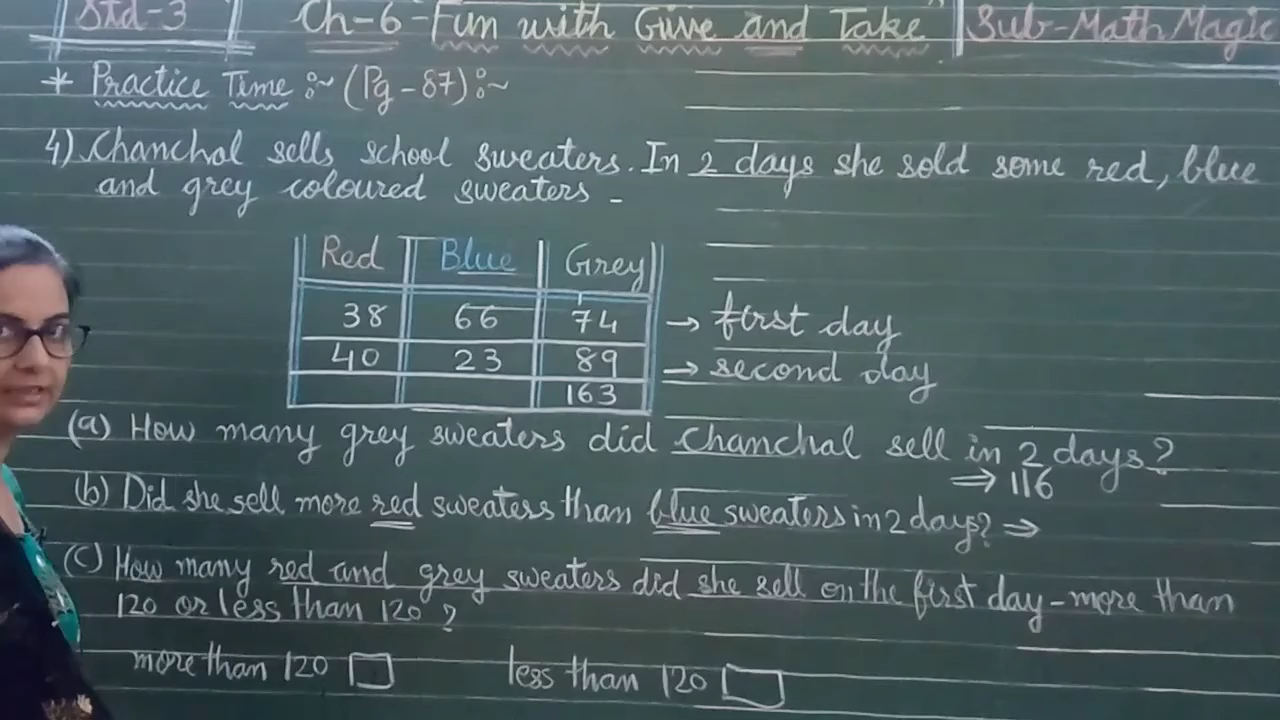 Std-3 Ch-6-Fun with Give and Take Sub-Math Magic
* Practice Time :~ (Pg-87):~
4) Chanchal sells school sweaters. In 2 days she sold some red, blue
and grey coloured sweaters -
Red Blue Grey
38 66 74 → first day
40 23 89 → second day
163
(a) How many grey sweaters did Chanchal sell in 2 days?
⇒ 116
(b) Did she sell more red sweaters than blue sweaters in 2 days? ⇒
(c) How many red and grey sweaters did she sell on the first day-more than
120 or less than 120?
more than 120 □ less than 120 □